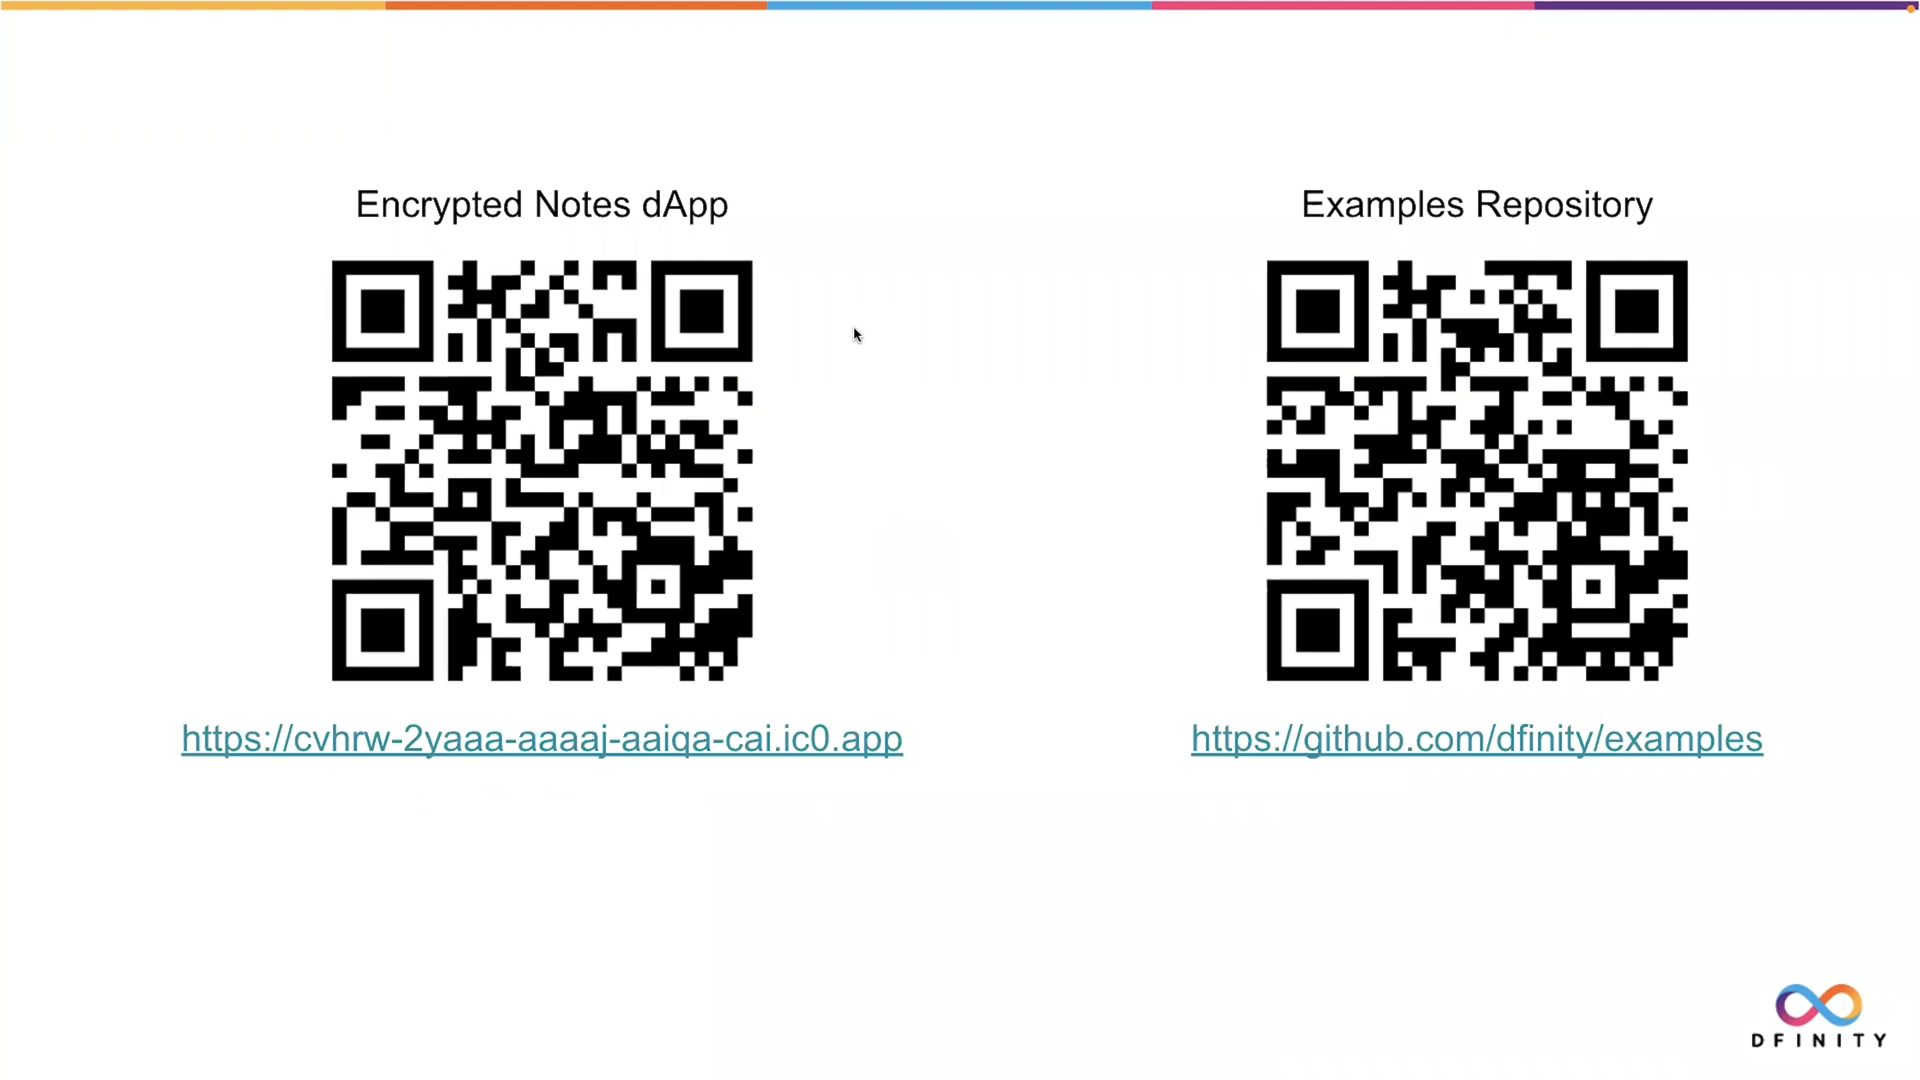 Encrypted Notes dApp
https://cvhrw-2yaaa-aaaaj-aaiqa-cai.ic0.app
Examples Repository
https://github.com/dfinity/examples
DFINITY